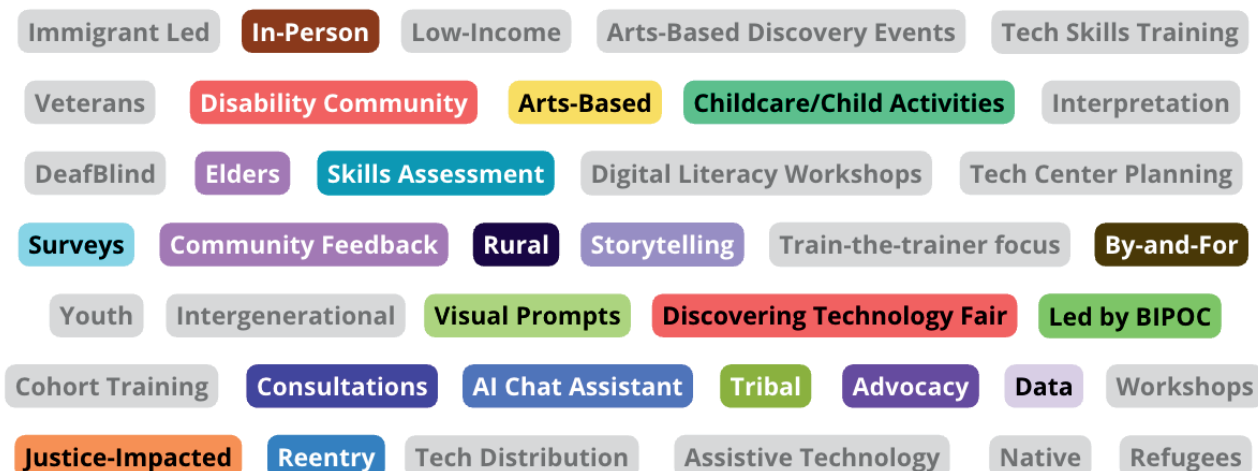 Immigrant Led In-Person Low-Income Arts-Based Discovery Events Tech Skills Training
Veterans Disability Community Arts-Based Childcare/Child Activities Interpretation
DeafBlind Elders Skills Assessment Digital Literacy Workshops Tech Center Planning
Surveys Community Feedback Rural Storytelling Train-the-trainer focus By-and-For
Youth Intergenerational Visual Prompts Discovering Technology Fair Led by BIPOC
Cohort Training Consultations AI Chat Assistant Tribal Advocacy Data Workshops
Justice-Impacted Reentry Tech Distribution Assistive Technology Native Refugees